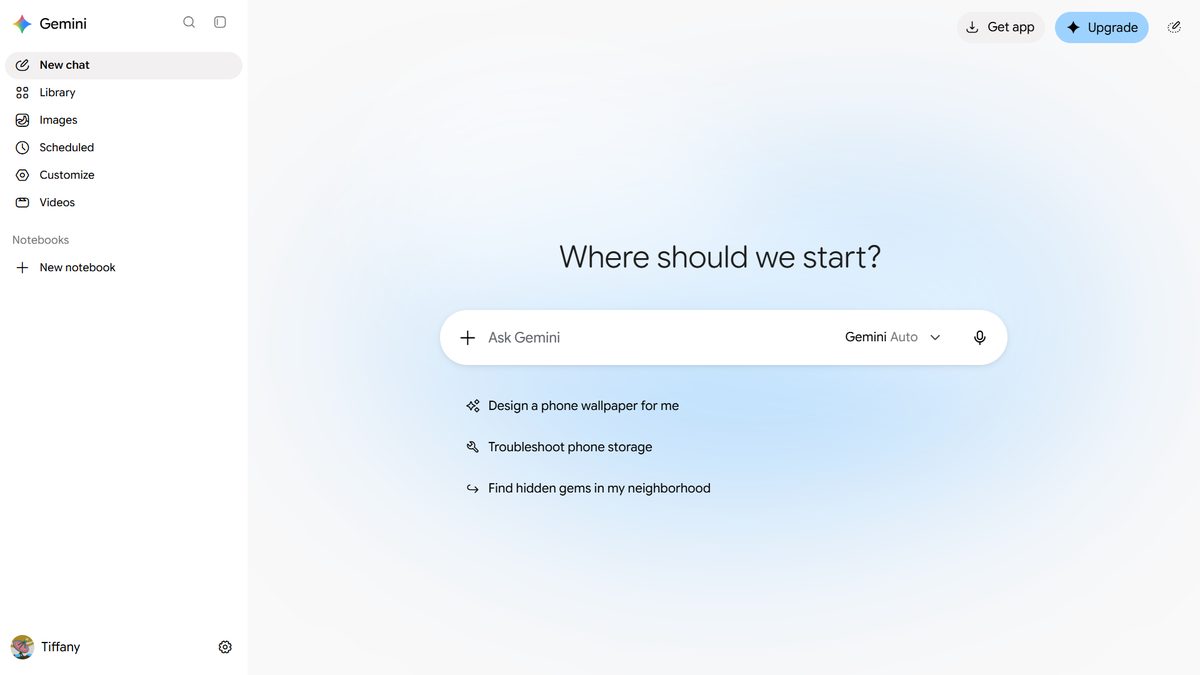 Gemini
New chat
Library
Images
Scheduled
Customize
Videos
Notebooks
New notebook
Tiffany
Get app
Upgrade
Where should we start?
Ask Gemini
Gemini Auto
Design a phone wallpaper for me
Troubleshoot phone storage
Find hidden gems in my neighborhood